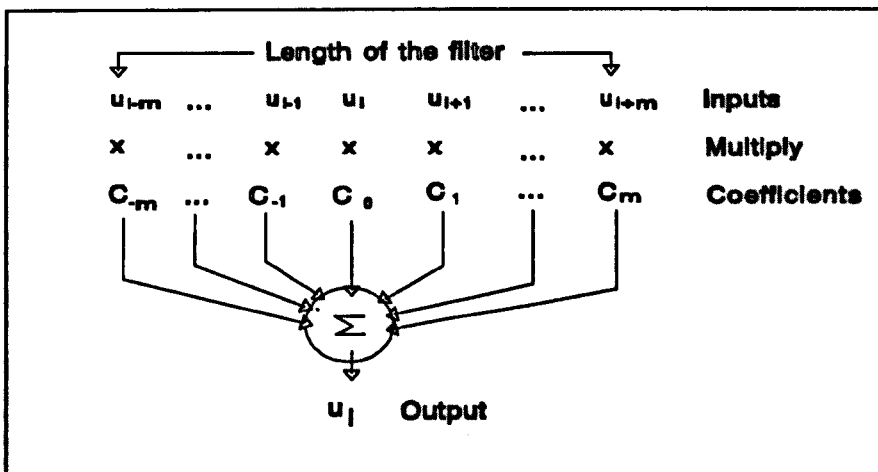 Length of the filter
u_{i-m} ... u_{i-1} u_i u_{i+1} ... u_{i+m} Inputs
x ... x x x ... x Multiply
C_{-m} ... C_{-1} C_0 C_1 ... C_m Coefficients
Σ
u_i Output